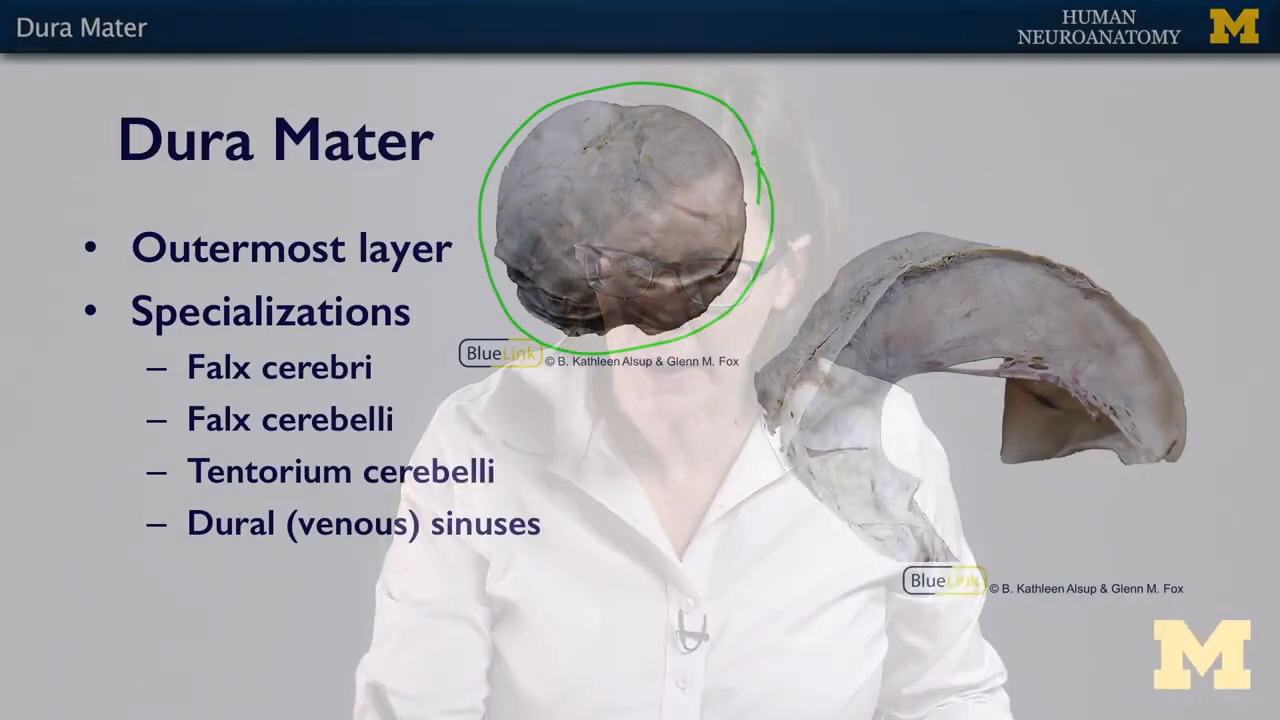 Dura Mater
HUMAN
NEUROANATOMY
M
Dura Mater
• Outermost layer
• Specializations
– Falx cerebri
– Falx cerebelli
– Tentorium cerebelli
– Dural (venous) sinuses
BlueLink © B. Kathleen Alsup & Glenn M. Fox
BlueLink © B. Kathleen Alsup & Glenn M. Fox
M